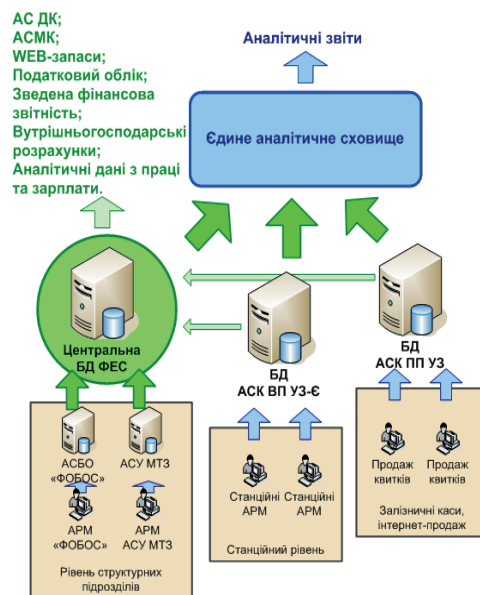 АС ДК;
АСМК;
WEB-запаси;
Податковий облік;
Зведена фінансова
звітність;
Вутрішньогосподарські
розрахунки;
Аналітичні дані з праці
та зарплати.
Аналітичні звіти
Єдине аналітичне сховище
Центральна
БД ФЕС
БД
АСК ВП УЗ-Є
БД
АСК ПП УЗ
АСБО
«ФОБОС»
АСУ МТЗ
АРМ
«ФОБОС»
АРМ
АСУ МТЗ
Рівень структурних
підрозділів
Станційні
АРМ
Станційні
АРМ
Станційний рівень
Продаж
квитків
Продаж
квитків
Залізничні каси,
інтернет-продаж